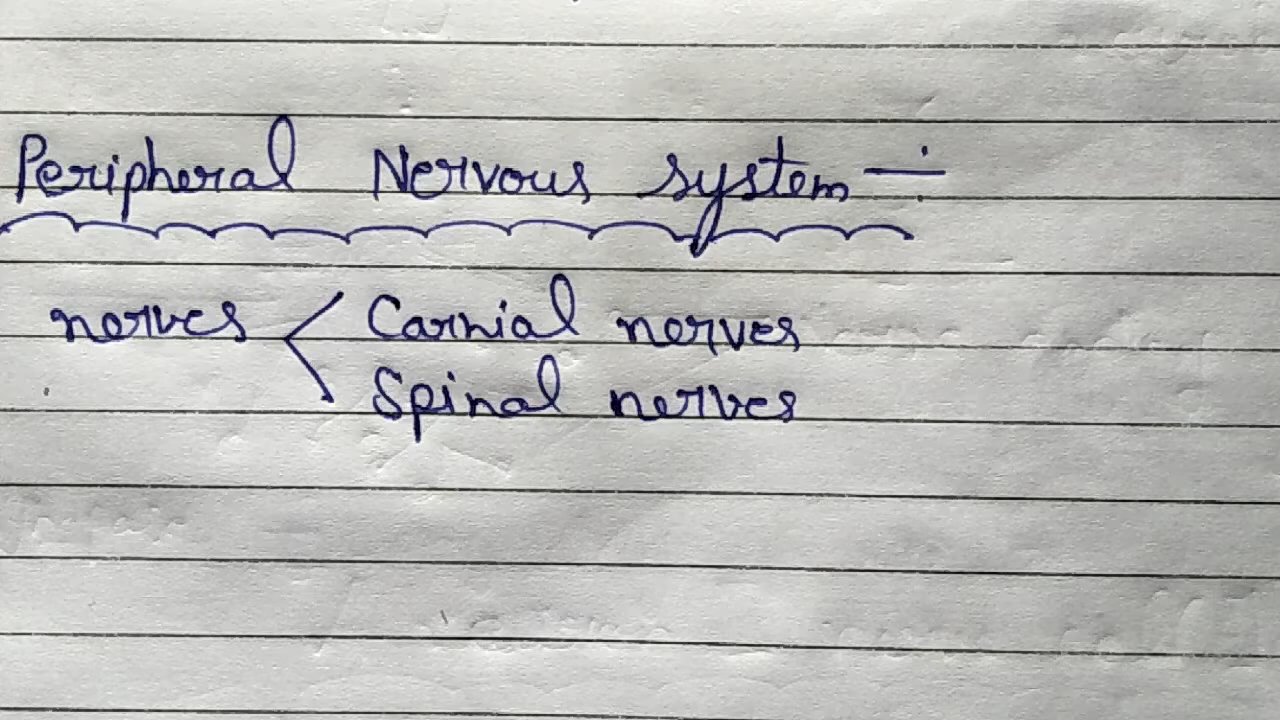 Peripheral Nervous system ÷
nerves < Carnial nerves
Spinal nerves